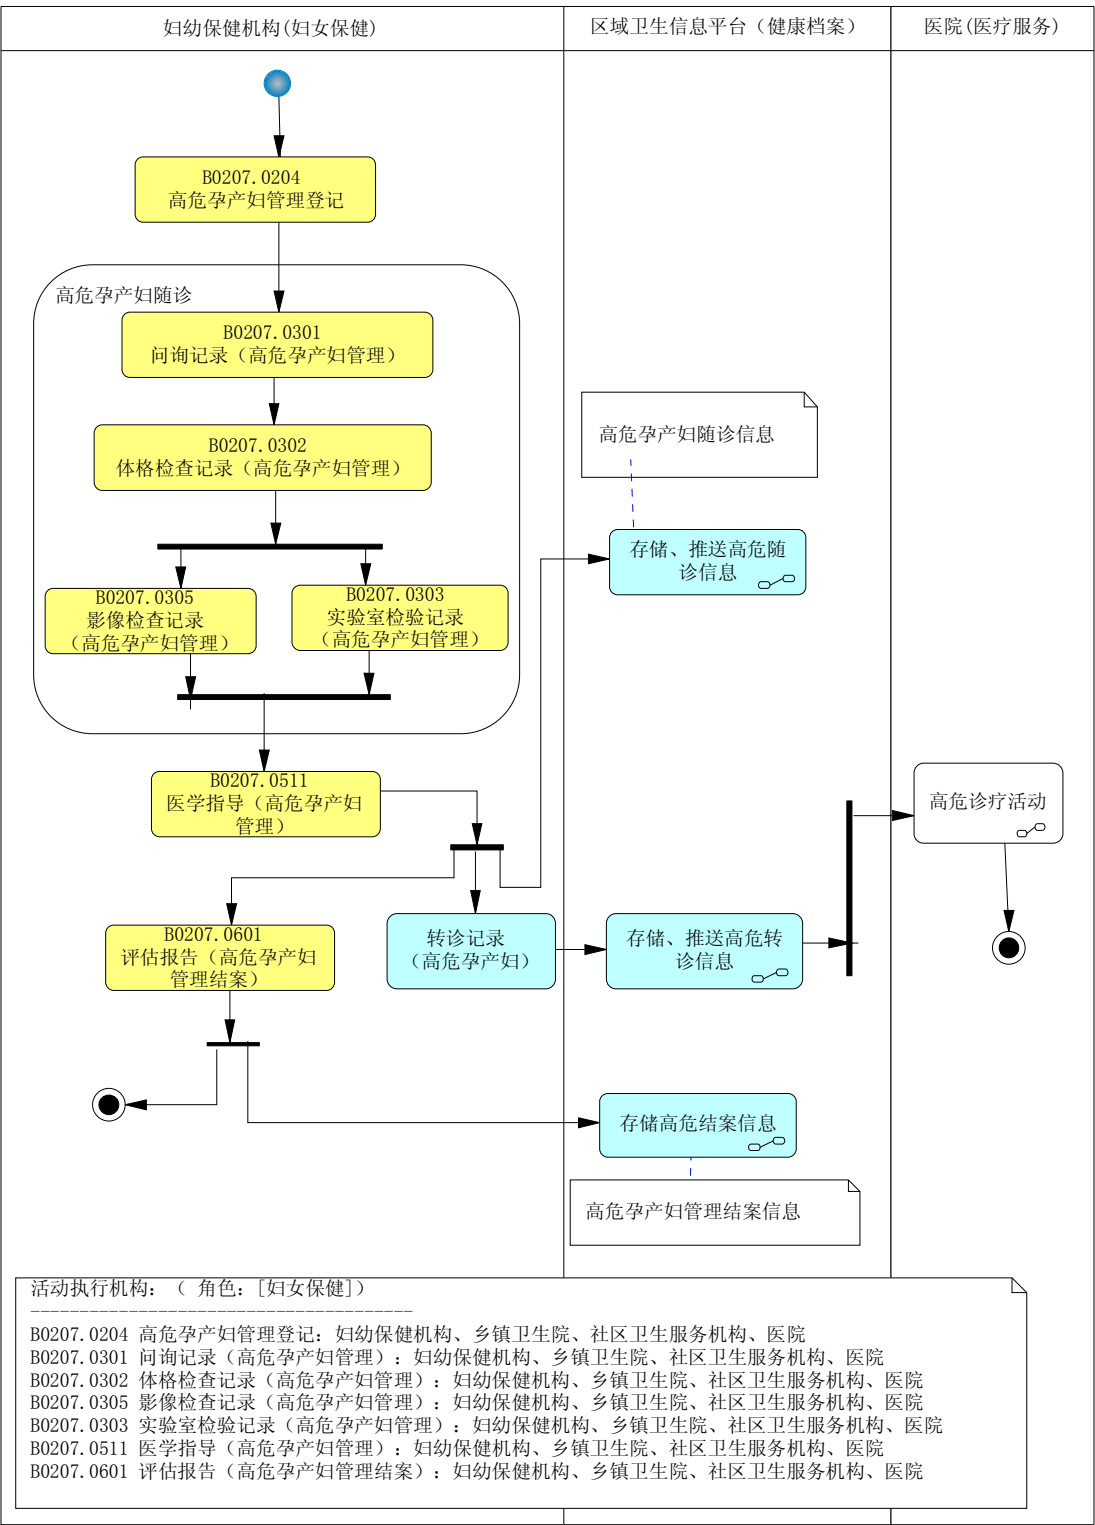 妇幼保健机构(妇女保健)
区域卫生信息平台（健康档案）
医院(医疗服务)
B0207.0204
高危孕产妇管理登记
高危孕产妇随诊
B0207.0301
问询记录（高危孕产妇管理）
B0207.0302
体格检查记录（高危孕产妇管理）
B0207.0305
影像检查记录
（高危孕产妇管理）
B0207.0303
实验室检验记录
（高危孕产妇管理）
高危孕产妇随诊信息
存储、推送高危随
诊信息
B0207.0511
医学指导（高危孕产妇
管理）
高危诊疗活动
B0207.0601
评估报告（高危孕产妇
管理结案）
转诊记录
（高危孕产妇）
存储、推送高危转
诊信息
存储高危结案信息
高危孕产妇管理结案信息
活动执行机构：（ 角色：[妇女保健]）
---------------------------------------
B0207.0204 高危孕产妇管理登记：妇幼保健机构、乡镇卫生院、社区卫生服务机构、医院
B0207.0301 问询记录（高危孕产妇管理）：妇幼保健机构、乡镇卫生院、社区卫生服务机构、医院
B0207.0302 体格检查记录（高危孕产妇管理）：妇幼保健机构、乡镇卫生院、社区卫生服务机构、医院
B0207.0305 影像检查记录（高危孕产妇管理）：妇幼保健机构、乡镇卫生院、社区卫生服务机构、医院
B0207.0303 实验室检验记录（高危孕产妇管理）：妇幼保健机构、乡镇卫生院、社区卫生服务机构、医院
B0207.0511 医学指导（高危孕产妇管理）：妇幼保健机构、乡镇卫生院、社区卫生服务机构、医院
B0207.0601 评估报告（高危孕产妇管理结案）：妇幼保健机构、乡镇卫生院、社区卫生服务机构、医院